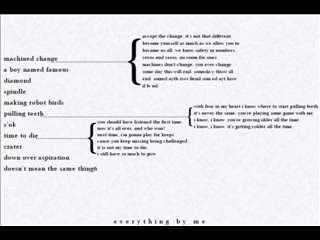 machined change
a boy named famous
diamond
spindle
making robot birds
pulling teeth
s'ok
time to die
crater
down over aspiration
doesn't mean the same thing6
accept the change, it's not that different.
become yourself as much as we allow you to
became us all. we know safety in numbers
zeros and zeros, no room for ones
machines don't change, you ever change
some day this will end. someday there ill
end.
you should have listened the first time
now it's all over, and who won?
next time, i'm gonna play for keeps
cause you keep missing being challenged
it is not my time to die.
i still have so much to give
with fear in my heart i know where to start pulling teeth
it's never the same, you're playing some game with me
i know, i know you're growing older all the time.
i know, i know it's getting colder all the time.
everything by me